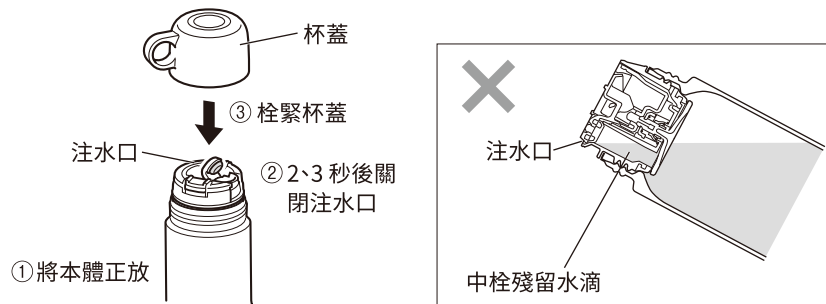 杯蓋
③ 栓緊杯蓋
注水口
② 2、3 秒後關
閉注水口
① 將本體正放
注水口
中栓殘留水滴